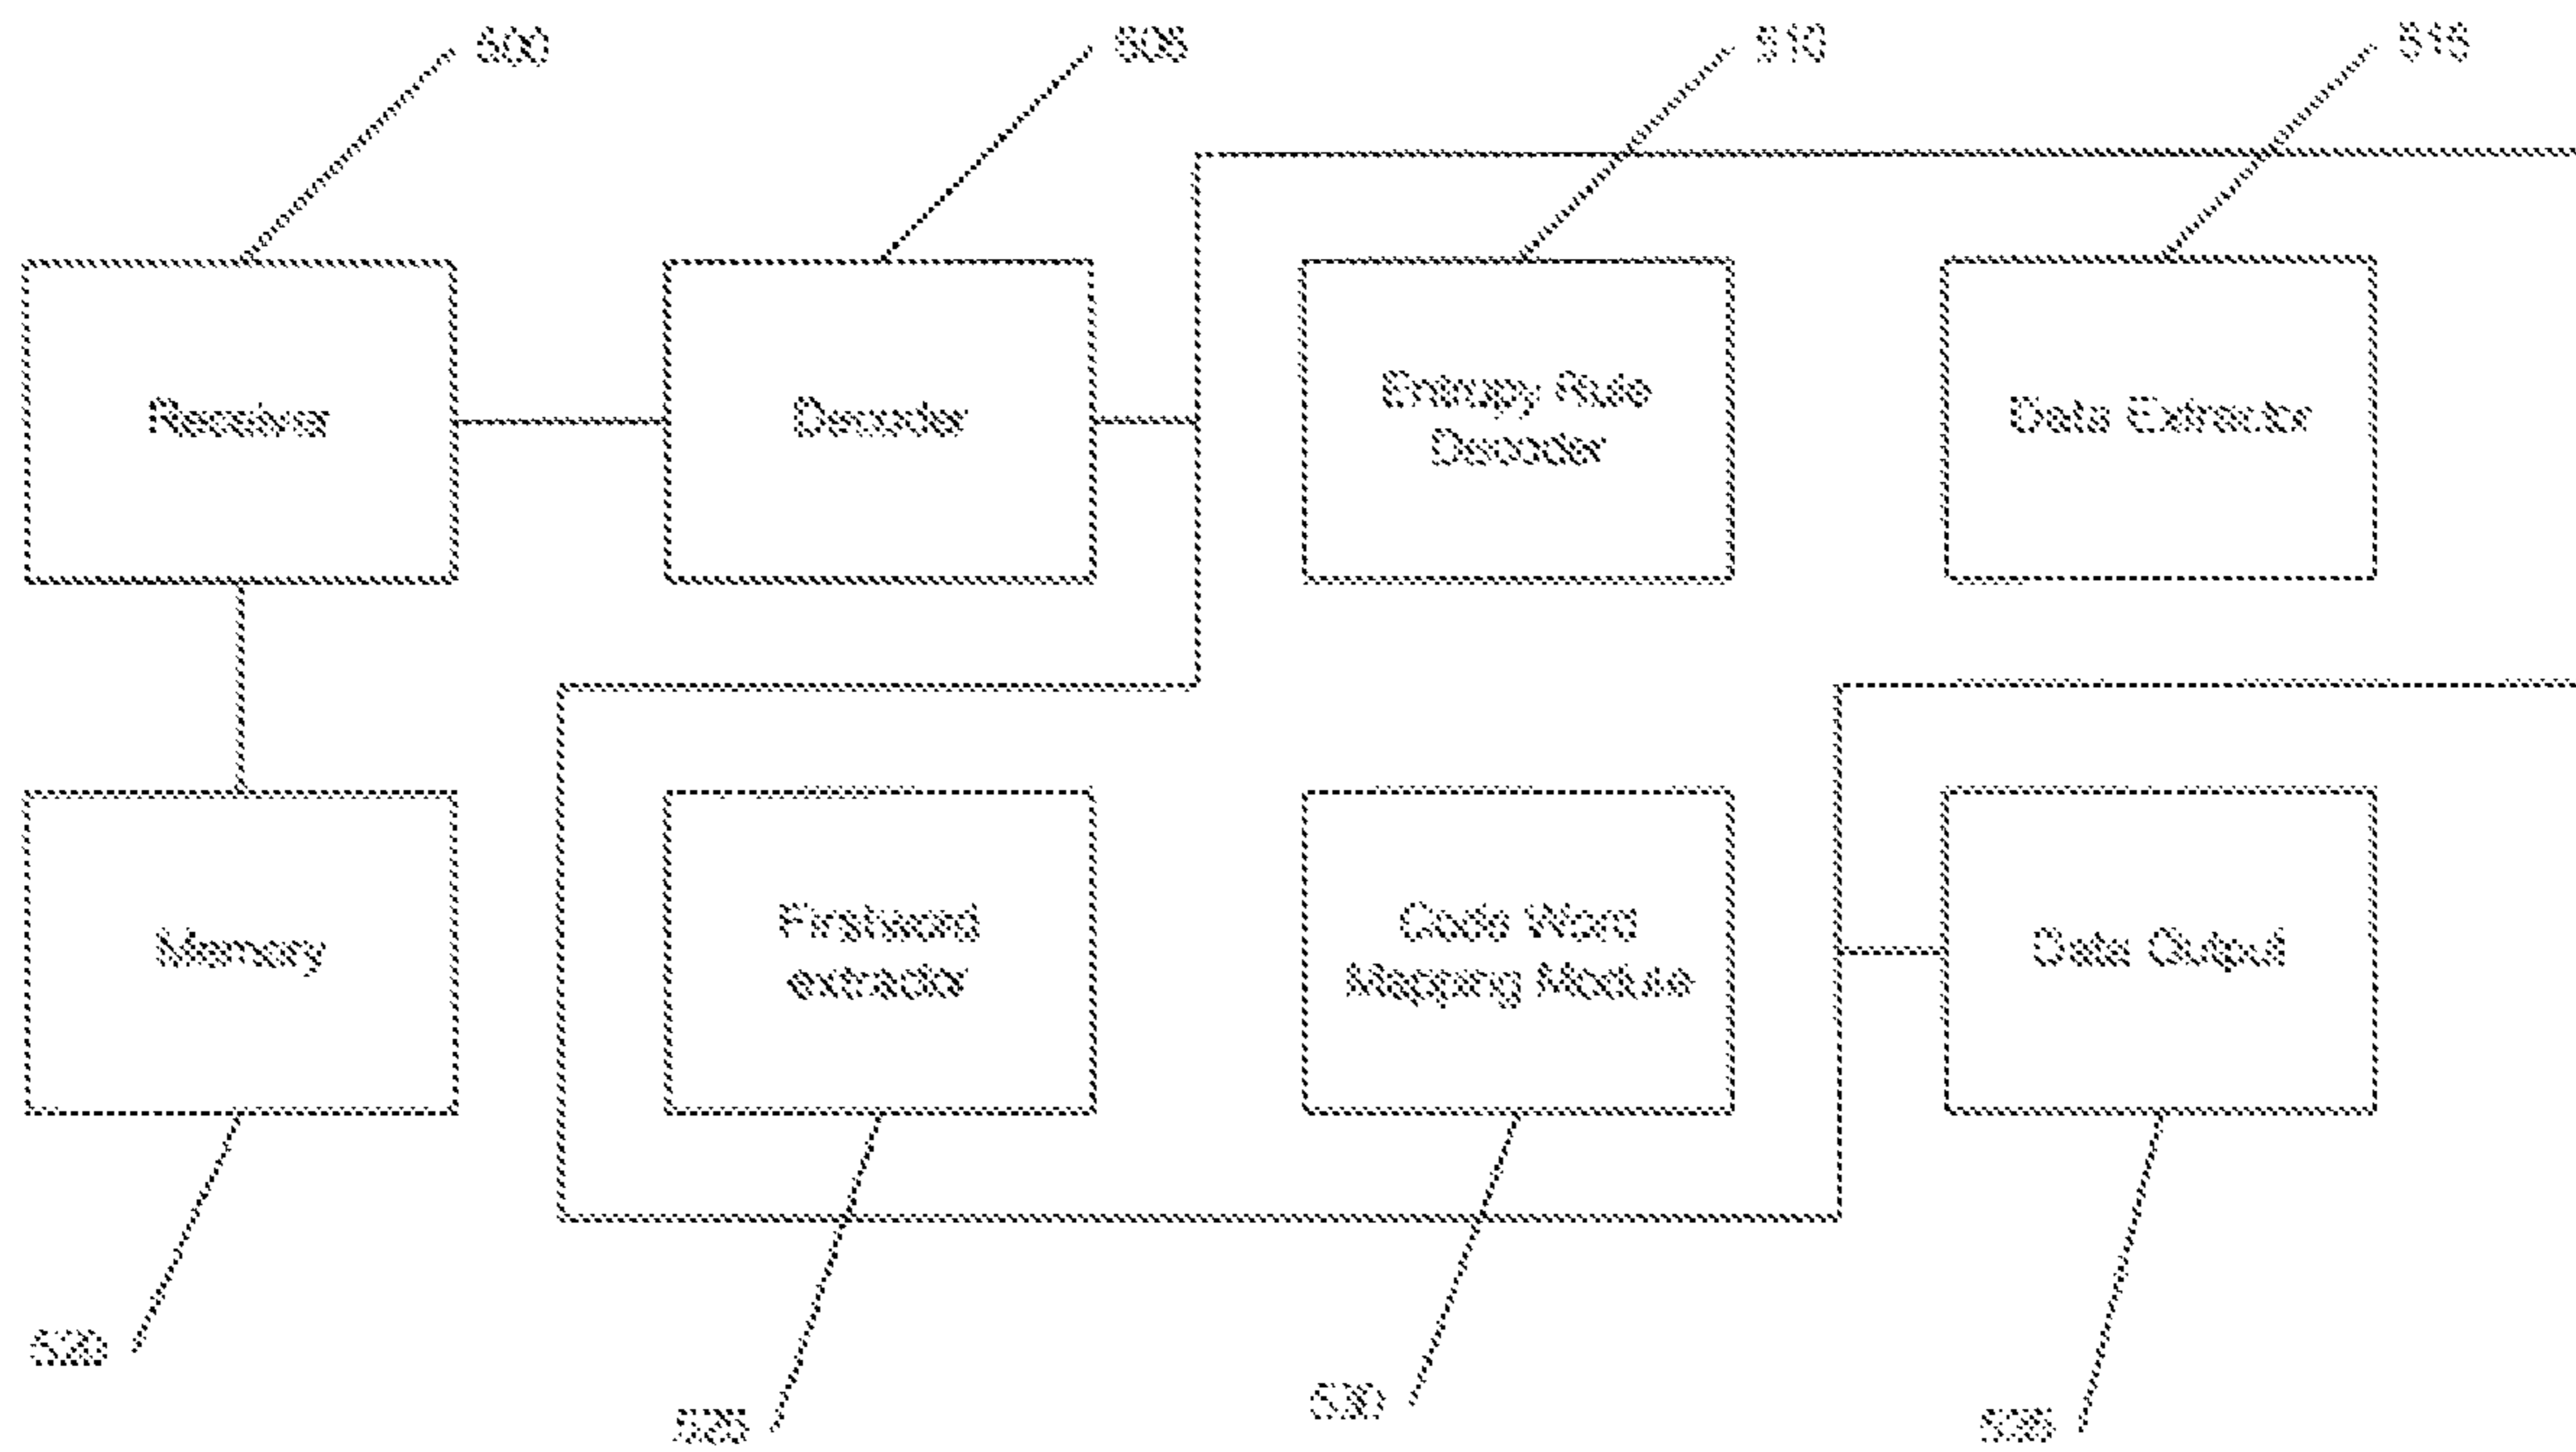 500
505
510
515
Receiver
Decoder
Entropy Rule
Decoder
Data Extractor
Memory
Firstword
extractor
Code Word
Mapping Module
Data Output
520
525
530
535